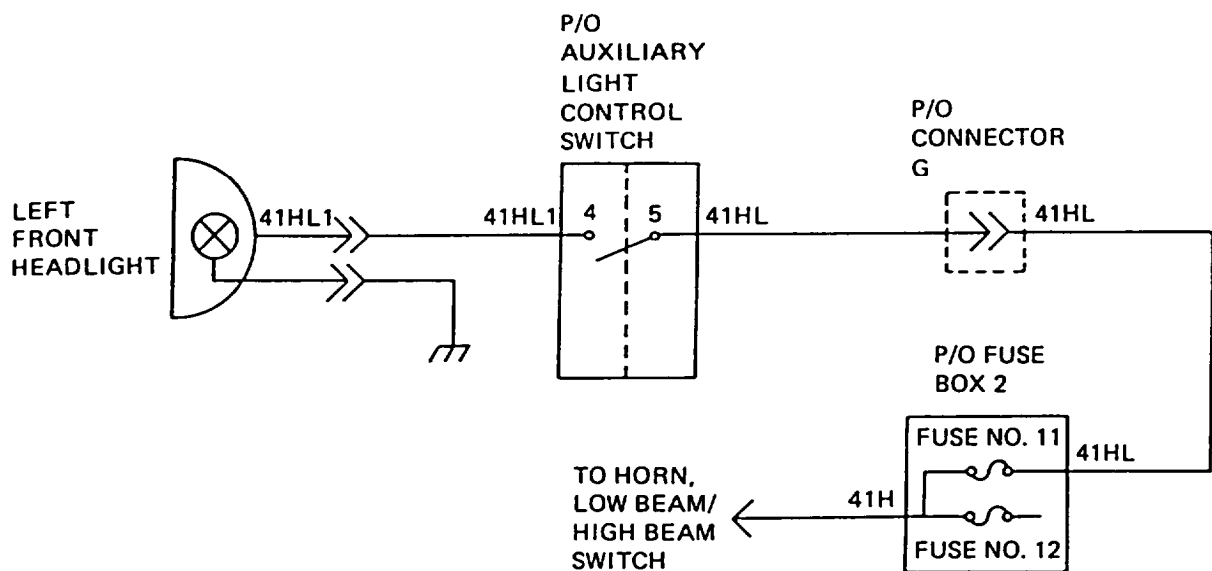 P/O
AUXILIARY
LIGHT
CONTROL
SWITCH
P/O
CONNECTOR
G
LEFT
FRONT
HEADLIGHT
41HL1
41HL1
4
5
41HL
41HL
P/O FUSE
BOX 2
FUSE NO. 11
41HL
TO HORN,
LOW BEAM/
HIGH BEAM
SWITCH
41H
FUSE NO. 12